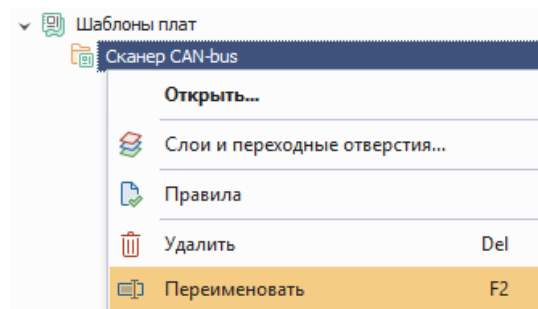 Шаблоны плат
Сканер CAN-bus
Открыть...
Слои и переходные отверстия...
Правила
Удалить Del
Переименовать F2